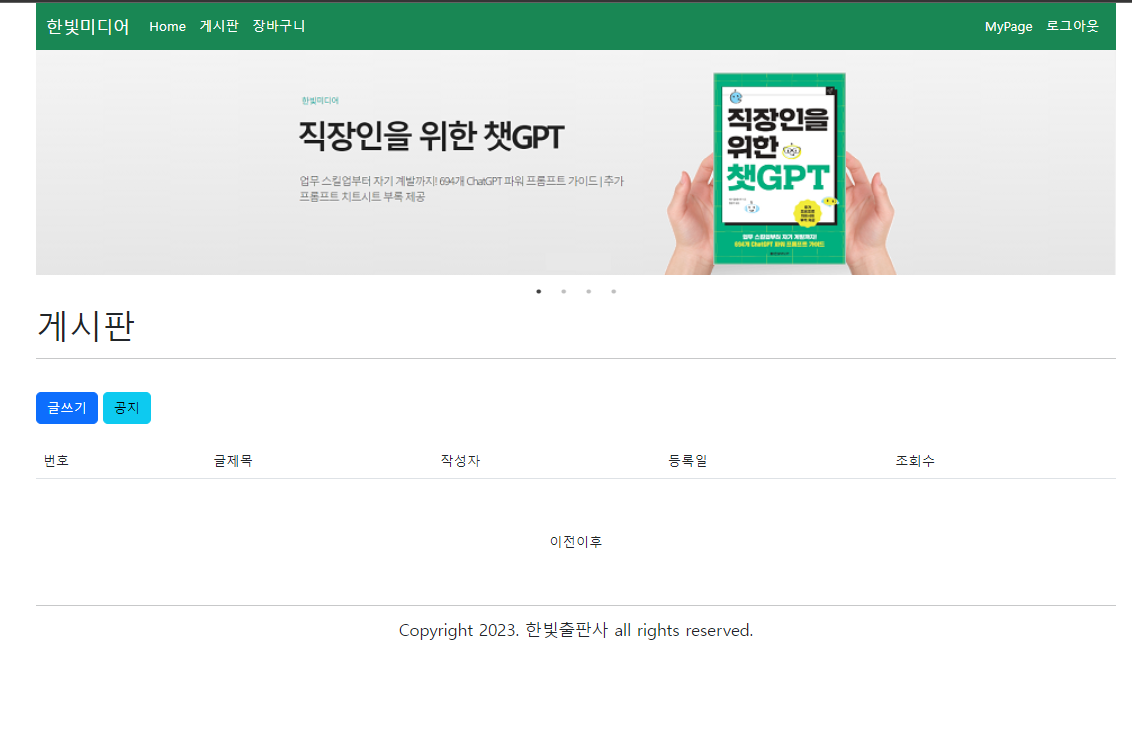 한빛미디어 Home 게시판 장바구니 MyPage 로그아웃
한빛미디어
직장인을 위한 챗GPT
업무 스킬업부터 자기 계발까지! 694개 ChatGPT 파워 프롬프트 가이드 | 추가
프롬프트 치트시트 부록 제공
직장인을
위한
챗GPT
업무 스킬업부터 자기 계발까지!
694개 ChatGPT 파워 프롬프트 가이드
게시판
글쓰기 공지
번호 글제목 작성자 등록일 조회수
이전이후
Copyright 2023. 한빛출판사 all rights reserved.